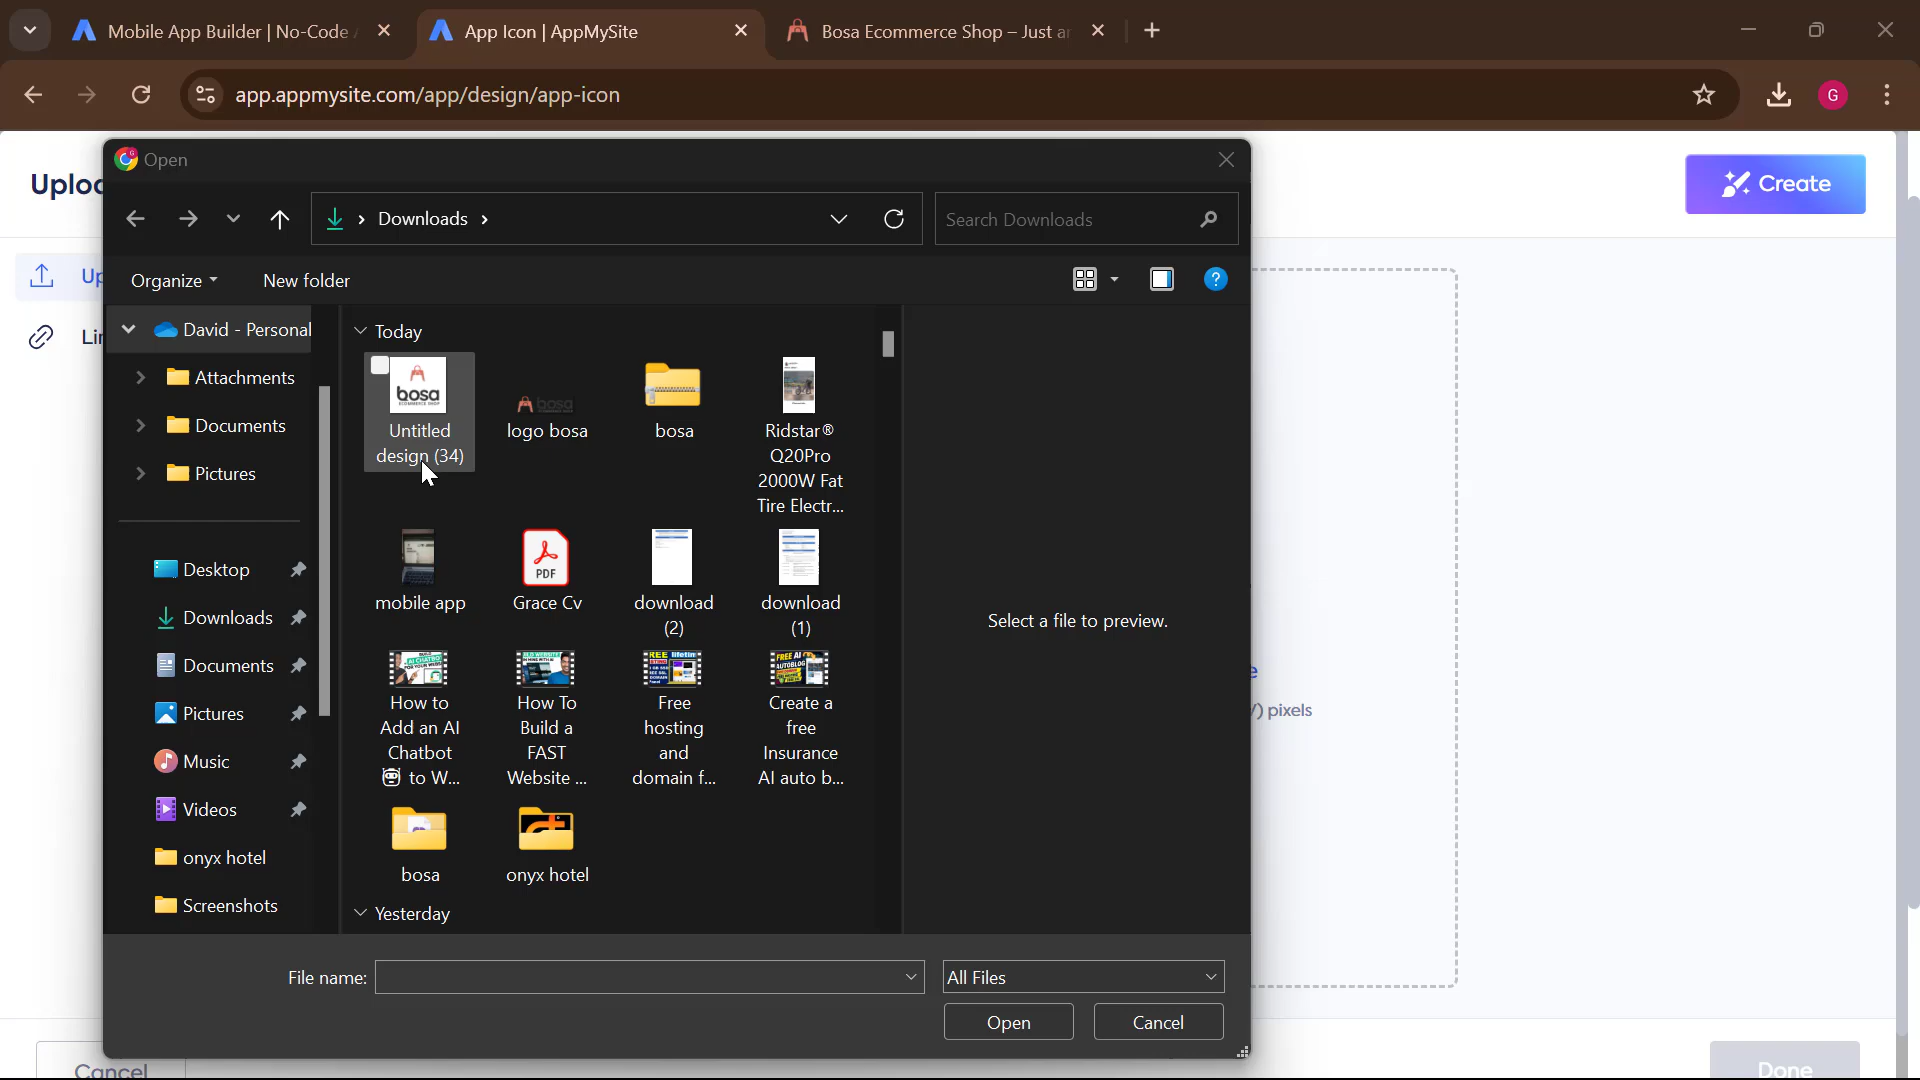 Mobile App Builder | No-Code
App Icon | AppMySite
Bosa Ecommerce Shop – Just
app.appmysite.com/app/design/app-icon
G
Open
Create
Downloads
Search Downloads
Organize
New folder
David - Personal
Attachments
Documents
Pictures
Desktop
Downloads
Documents
Pictures
Music
Videos
onyx hotel
Screenshots
Today
bosa
ECOMMERCE SHOP
Untitled
design (34)
bosa
logo bosa
bosa
Ridstar®
Q20Pro
2000W Fat
Tire Electr...
mobile app
PDF
Grace Cv
download
(2)
download
(1)
How to
Add an AI
Chatbot
🤖 to W...
How To
Build a
FAST
Website ...
Free
hosting
and
domain f...
Create a
free
Insurance
AI auto b...
bosa
onyx hotel
Yesterday
Select a file to preview.
) pixels
File name:
All Files
Open
Cancel
Cancel
Done